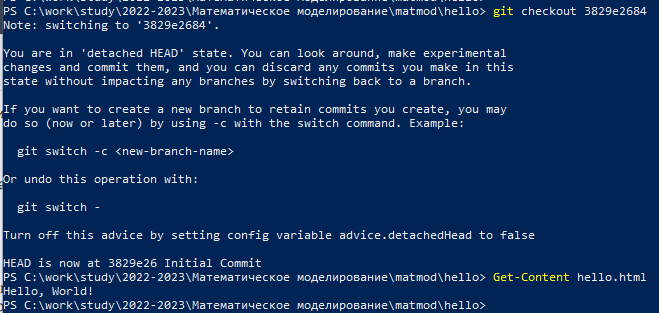 PS C:\work\study\2022-2023\Математическое моделирование\matmod\hello> git checkout 3829e2684
Note: switching to '3829e2684'.
You are in 'detached HEAD' state. You can look around, make experimental
changes and commit them, and you can discard any commits you make in this
state without impacting any branches by switching back to a branch.
If you want to create a new branch to retain commits you create, you may
do so (now or later) by using -c with the switch command. Example:
git switch -c <new-branch-name>
Or undo this operation with:
git switch -
Turn off this advice by setting config variable advice.detachedHead to false
HEAD is now at 3829e26 Initial Commit
PS C:\work\study\2022-2023\Математическое моделирование\matmod\hello> Get-Content hello.html
Hello, World!
PS C:\work\study\2022-2023\Математическое моделирование\matmod\hello>